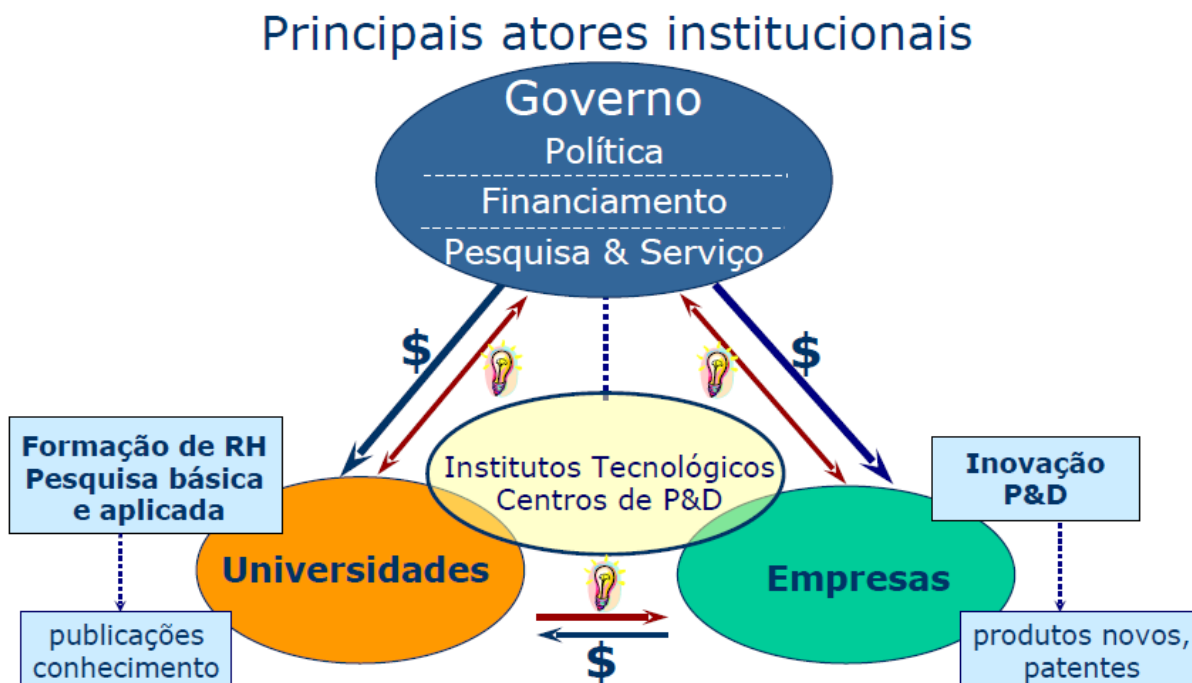 Principais atores institucionais
Governo
Política
Financiamento
Pesquisa & Serviço
$
$
Formação de RH
Pesquisa básica
e aplicada
Institutos Tecnológicos
Centros de P&D
Inovação
P&D
Universidades
Empresas
publicações
conhecimento
$
produtos novos,
patentes